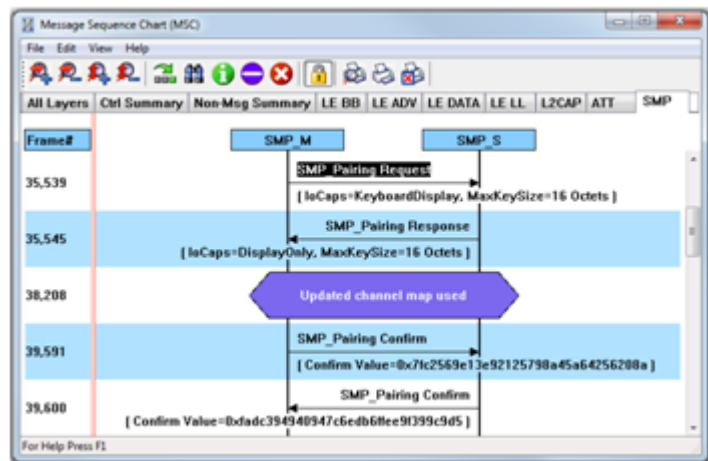 Message Sequence Chart (MSC)
File Edit View Help
All Layers Ctrl Summary Non-Msg Summary LE BB LE ADV LE DATA LE LL L2CAP ATT SMP
Frame# SMP_M SMP_S
SMP_Pairing Request
35,539
[ IoCaps=KeyboardDisplay, MaxKeySize=16 Octets ]
SMP_Pairing Response
35,545
[ IoCaps=DisplayOnly, MaxKeySize=16 Octets ]
38,208 Updated channel map used
SMP_Pairing Confirm
39,591
[ Confirm Value=0x7fc2569e13e92125798a45a64256208a ]
SMP_Pairing Confirm
39,600
[ Confirm Value=0xfadc394940947c6edb6ffee9f399c9d5 ]
For Help Press F1